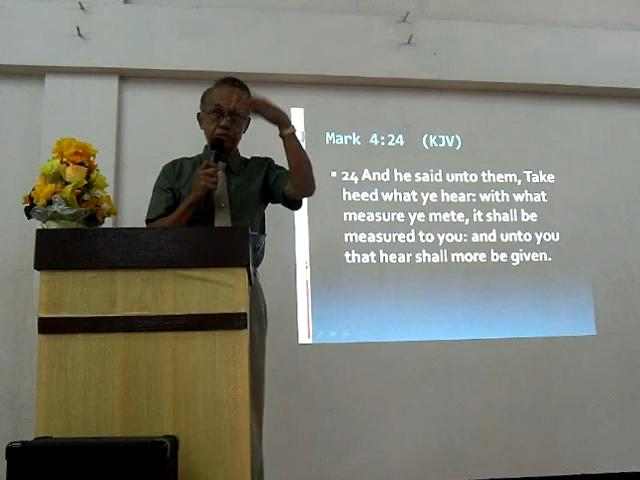 Mark 4:24 (KJV)
24 And he said unto them, Take
heed what ye hear: with what
measure ye mete, it shall be
measured to you: and unto you
that hear shall more be given.